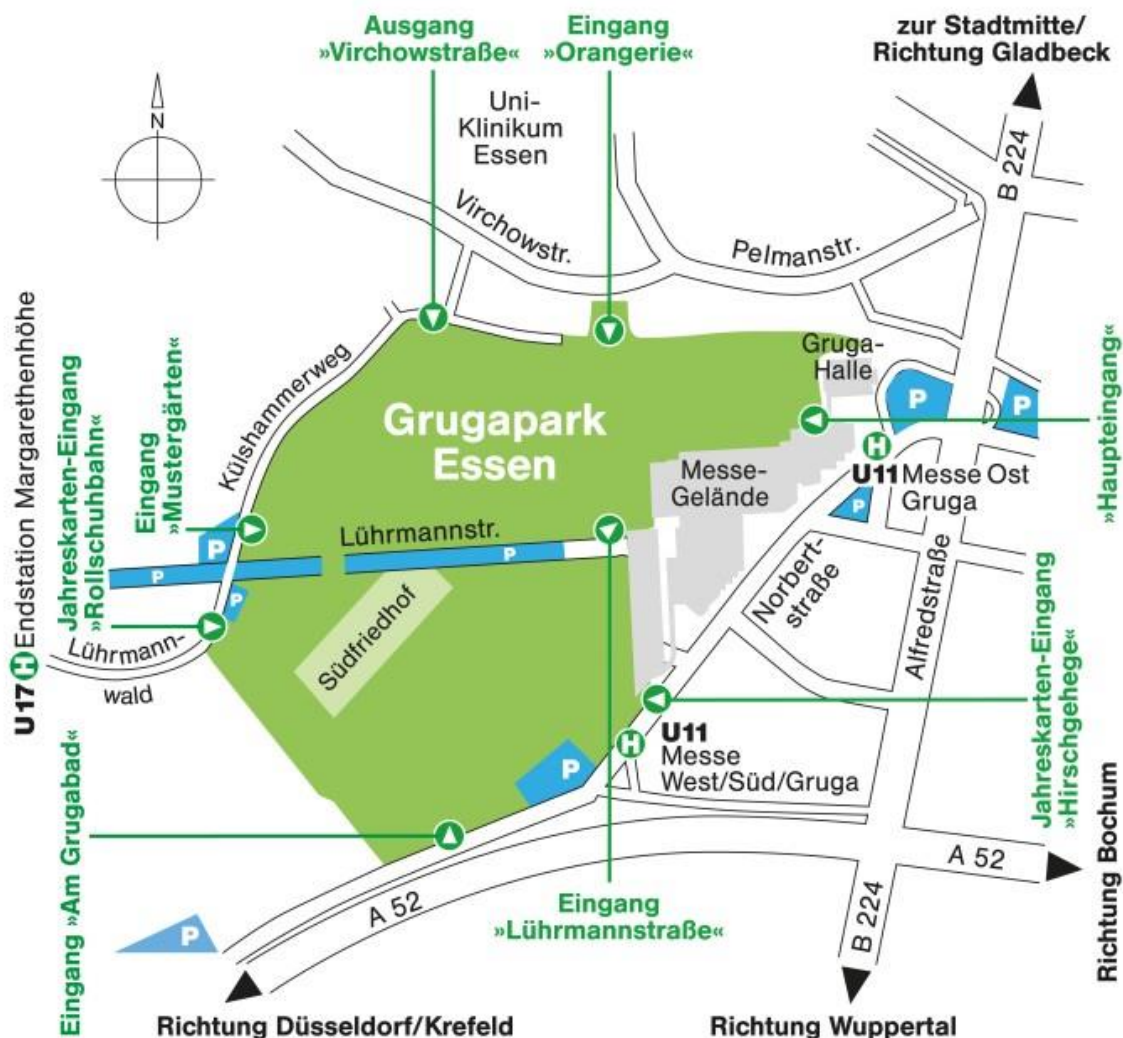 Ausgang
»Virchowstraße«
Eingang
»Orangerie«
zur Stadtmitte/
Richtung Gladbeck
N
Uni-
Klinikum
Essen
B 224
Virchowstr.
Pelmanstr.
U17 H Endstation Margarethenhöhe
Jahreskarten-Eingang
»Rollschuhbahn«
Eingang
»Mustergärten«
Külshammerweg
Gruga-
Halle
P
P
»Haupteingang«
Grugapark
Essen
Messe-
Gelände
H
U11 Messe Ost
Gruga
P
Lührmannstr.
P
P
P
P
Norbert-
straße
Alfredstraße
Jahreskarten-Eingang
»Hirschgehege«
Lührmann-
wald
Südfriedhof
H
U11
Messe
West/Süd/Gruga
P
Eingang »Am Grugabad«
P
A 52
Eingang
»Lührmannstraße«
A 52
B 224
Richtung Bochum
Richtung Düsseldorf/Krefeld
Richtung Wuppertal